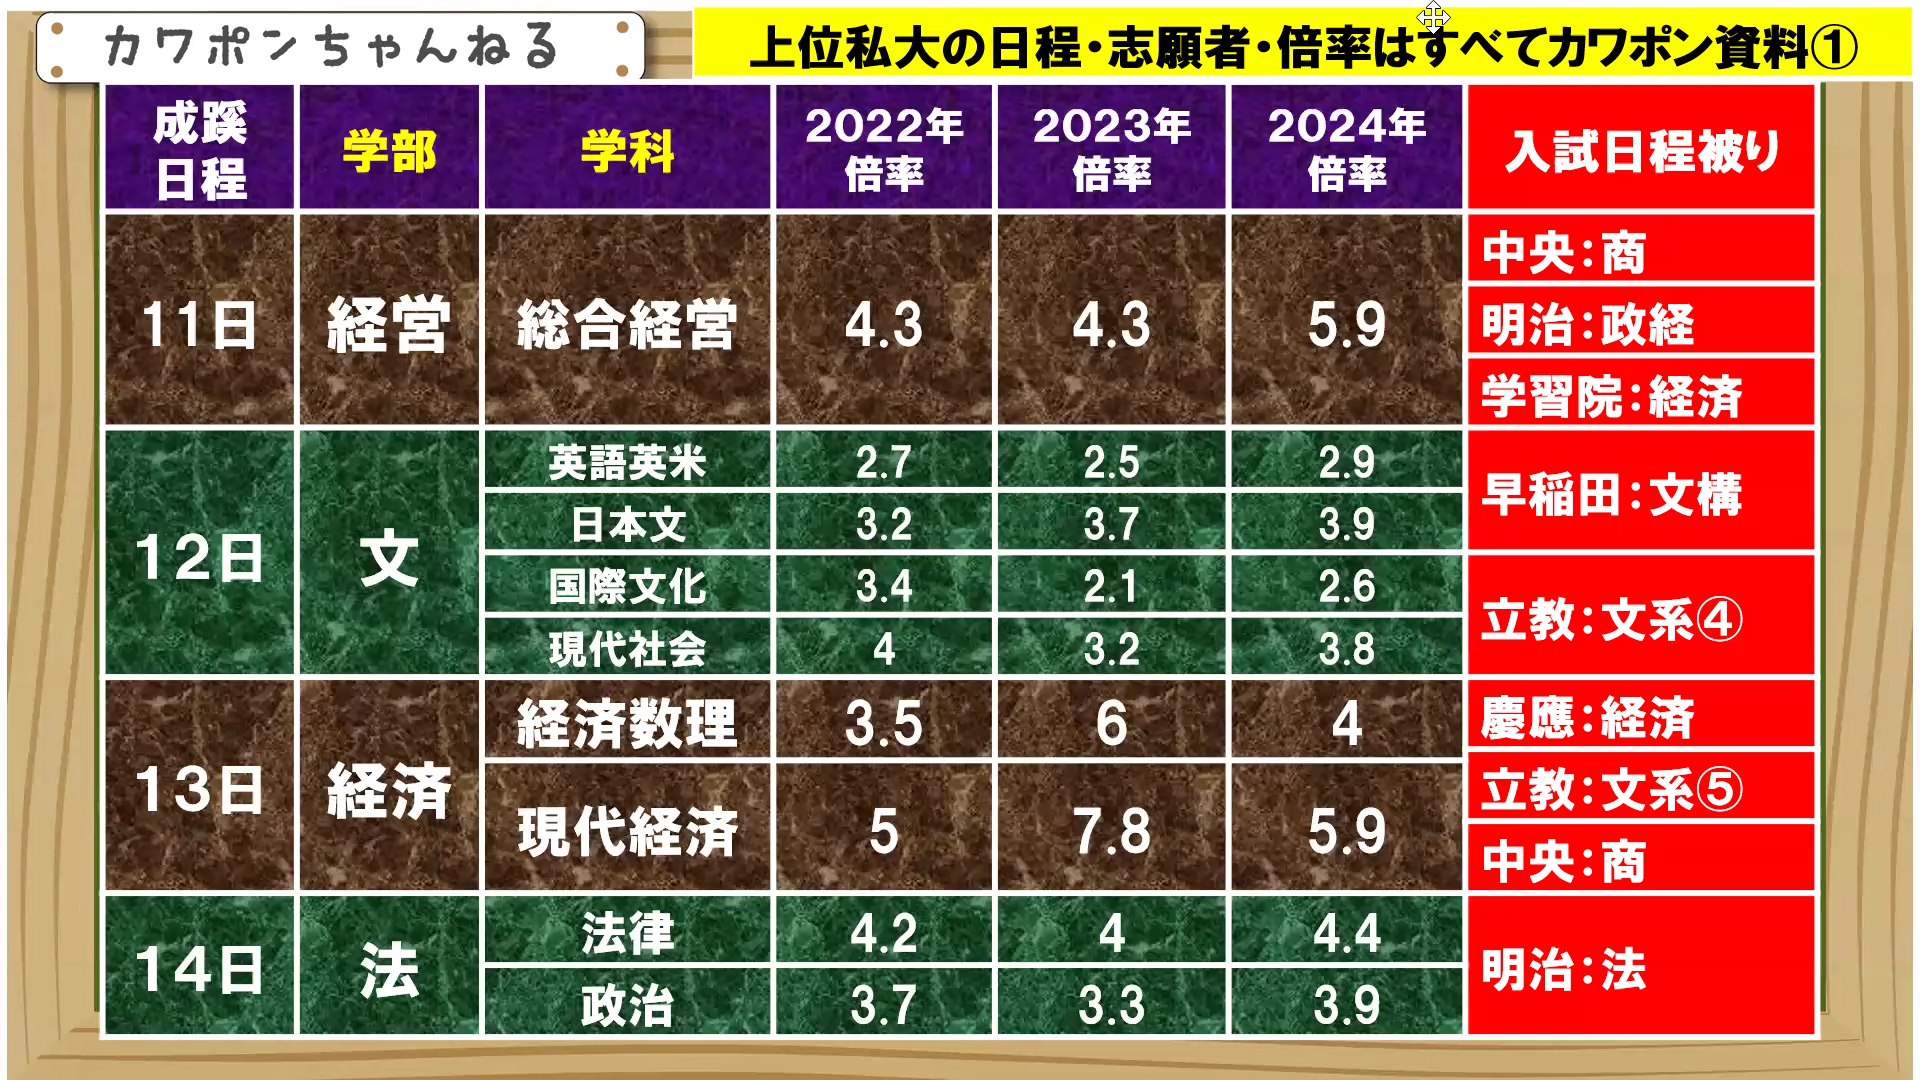 カワポンちゃんねる
上位私大の日程・志願者・倍率はすべてカワポン資料①
成蹊日程 学部 学科 2022年倍率 2023年倍率 2024年倍率 入試日程被り
11日 経営 総合経営 4.3 4.3 5.9
中央：商
明治：政経
学習院：経済
12日 文
英語英米 2.7 2.5 2.9
日本文 3.2 3.7 3.9
国際文化 3.4 2.1 2.6
現代社会 4 3.2 3.8
早稲田：文構
立教：文系④
13日 経済
経済数理 3.5 6 4
現代経済 5 7.8 5.9
慶應：経済
立教：文系⑤
中央：商
14日 法
法律 4.2 4 4.4
政治 3.7 3.3 3.9
明治：法